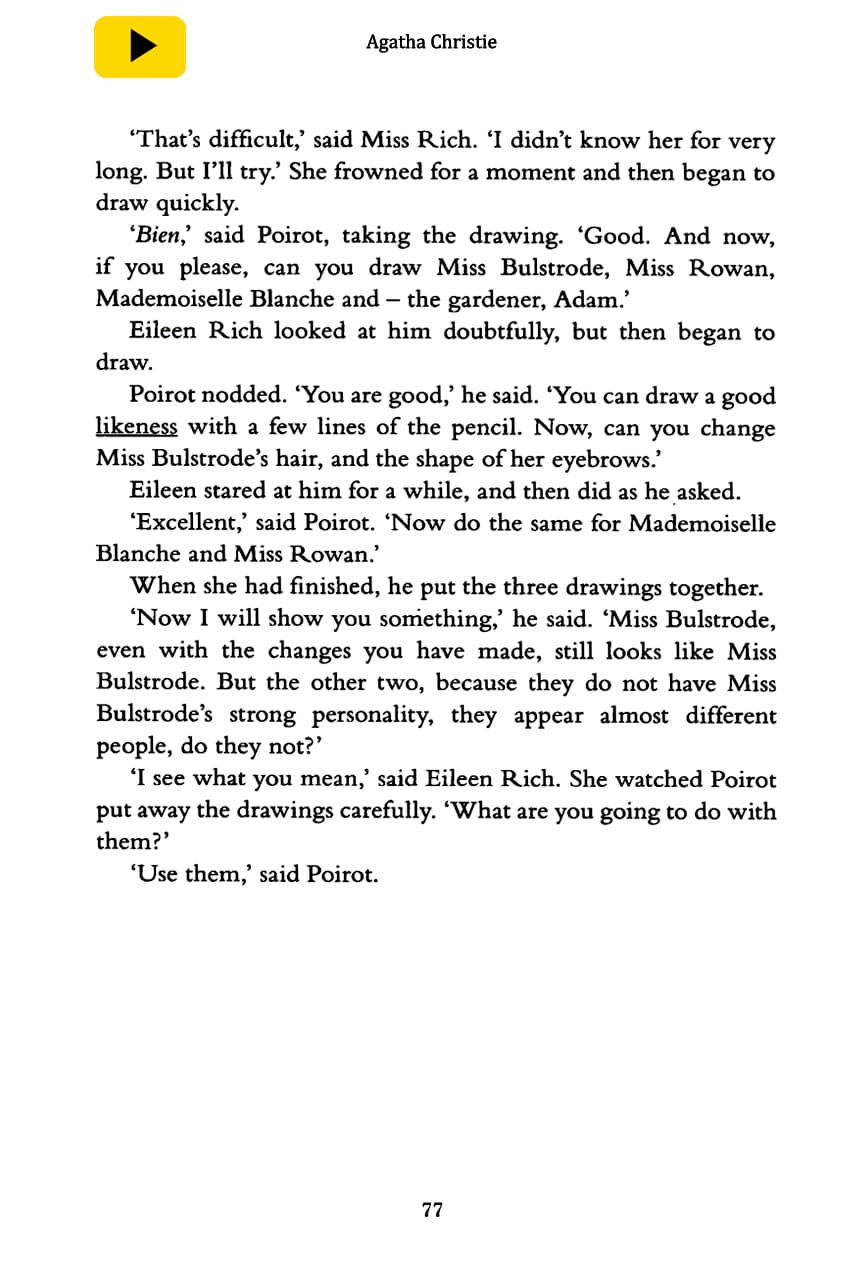 Agatha Christie
‘That’s difficult,’ said Miss Rich. ‘I didn’t know her for very
long. But I’ll try.’ She frowned for a moment and then began to
draw quickly.
‘Bien,’ said Poirot, taking the drawing. ‘Good. And now,
if you please, can you draw Miss Bulstrode, Miss Rowan,
Mademoiselle Blanche and – the gardener, Adam.’
Eileen Rich looked at him doubtfully, but then began to
draw.
Poirot nodded. ‘You are good,’ he said. ‘You can draw a good
likeness with a few lines of the pencil. Now, can you change
Miss Bulstrode’s hair, and the shape of her eyebrows.’
Eileen stared at him for a while, and then did as he asked.
‘Excellent,’ said Poirot. ‘Now do the same for Mademoiselle
Blanche and Miss Rowan.’
When she had finished, he put the three drawings together.
‘Now I will show you something,’ he said. ‘Miss Bulstrode,
even with the changes you have made, still looks like Miss
Bulstrode. But the other two, because they do not have Miss
Bulstrode’s strong personality, they appear almost different
people, do they not?’
‘I see what you mean,’ said Eileen Rich. She watched Poirot
put away the drawings carefully. ‘What are you going to do with
them?’
‘Use them,’ said Poirot.
77